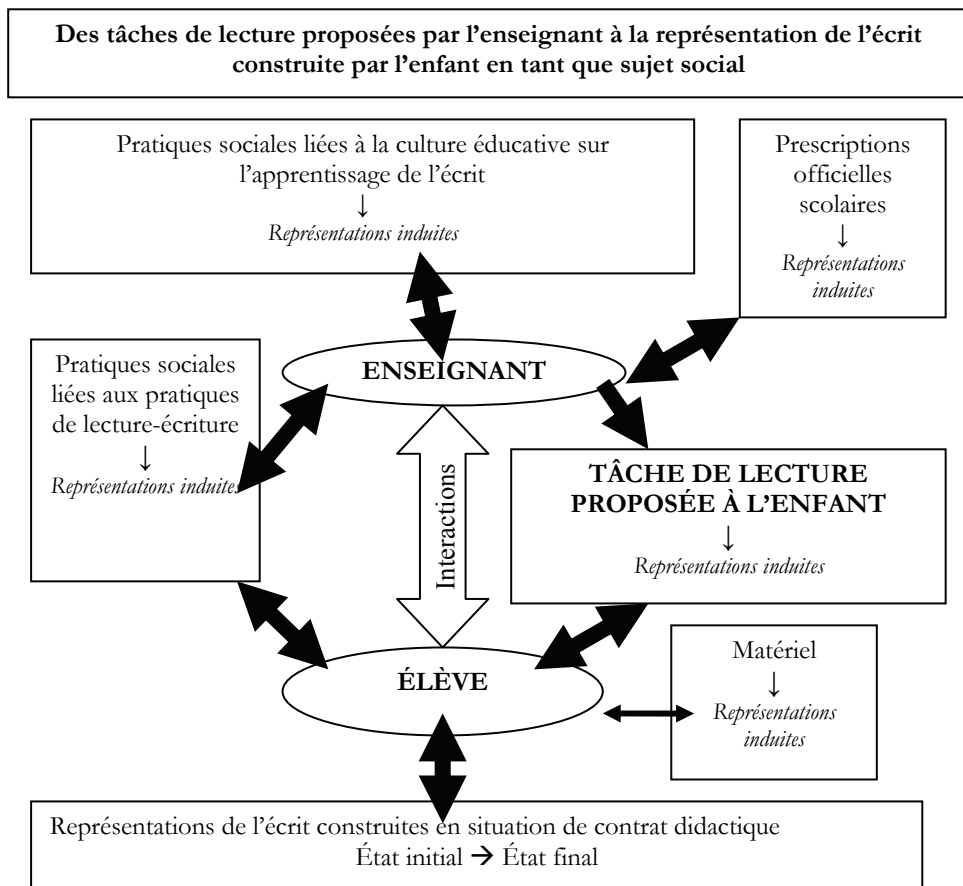 Des tâches de lecture proposées par l’enseignant à la représentation de l’écrit
construite par l’enfant en tant que sujet social
Pratiques sociales liées à la culture éducative sur
l’apprentissage de l’écrit
↓
Représentations induites
Prescriptions
officielles
scolaires
↓
Représentations
induites
ENSEIGNANT
Pratiques sociales
liées aux pratiques
de lecture-écriture
↓
Représentations induites
Interactions
TÂCHE DE LECTURE
PROPOSÉE À L’ENFANT
↓
Représentations induites
ÉLÈVE
Matériel
↓
Représentations
induites
Représentations de l’écrit construites en situation de contrat didactique
État initial → État final